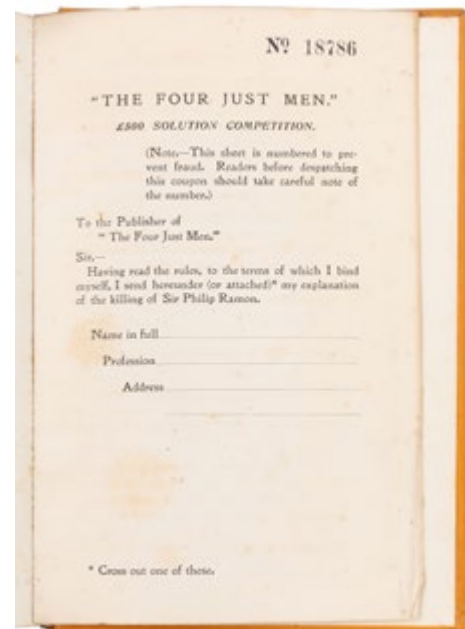 Nº 18786
"THE FOUR JUST MEN."
£500 SOLUTION COMPETITION.
(Note.—This sheet is numbered to pre-
vent fraud. Readers before despatching
this coupon should take careful note of
the number.)
To the Publisher of
" The Four Just Men."
Sir,—
Having read the rules, to the terms of which I bind
myself, I send hereunder (or attached)* my explanation
of the killing of Sir Philip Ramon.
Name in full
Profession
Address
* Cross out one of these.